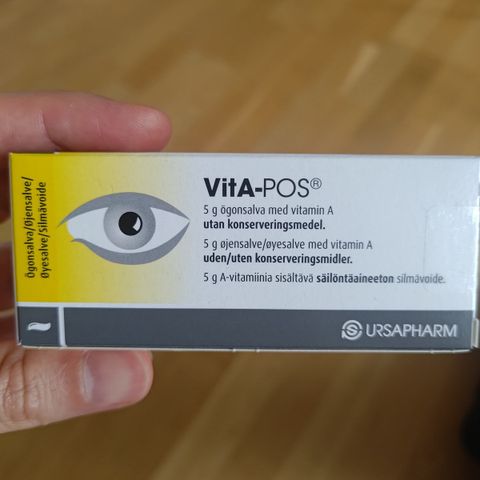 Ögonsalva/Øjensalve/
Øyesalve/Silmävoide
VitA-POS®
5 g ögonsalva med vitamin A
utan konserveringsmedel.
5 g øjensalve/øyesalve med vitamin A
uden/uten konserveringsmidler.
5 g A-vitamiinia sisältävä säilöntäaineeton silmävoide.
URSAPHARM